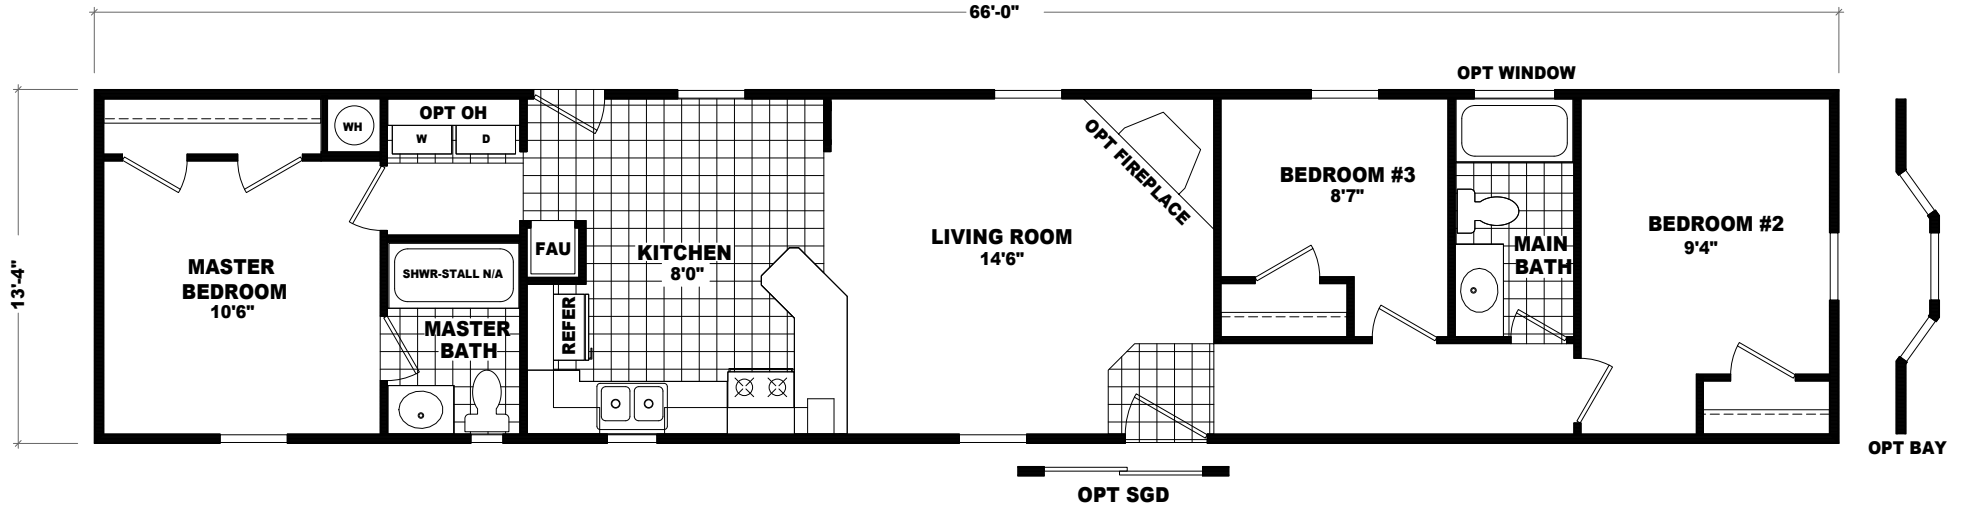 66'-0"
OPT WINDOW
OPT OH
WH
W
D
OPT FIREPLACE
BEDROOM #3
8'7"
BEDROOM #2
9'4"
LIVING ROOM
14'6"
MAIN
BATH
FAU
KITCHEN
8'0"
MASTER
BEDROOM
10'6"
SHWR-STALL N/A
13'-4"
MASTER
BATH
REFER
OPT BAY
OPT SGD